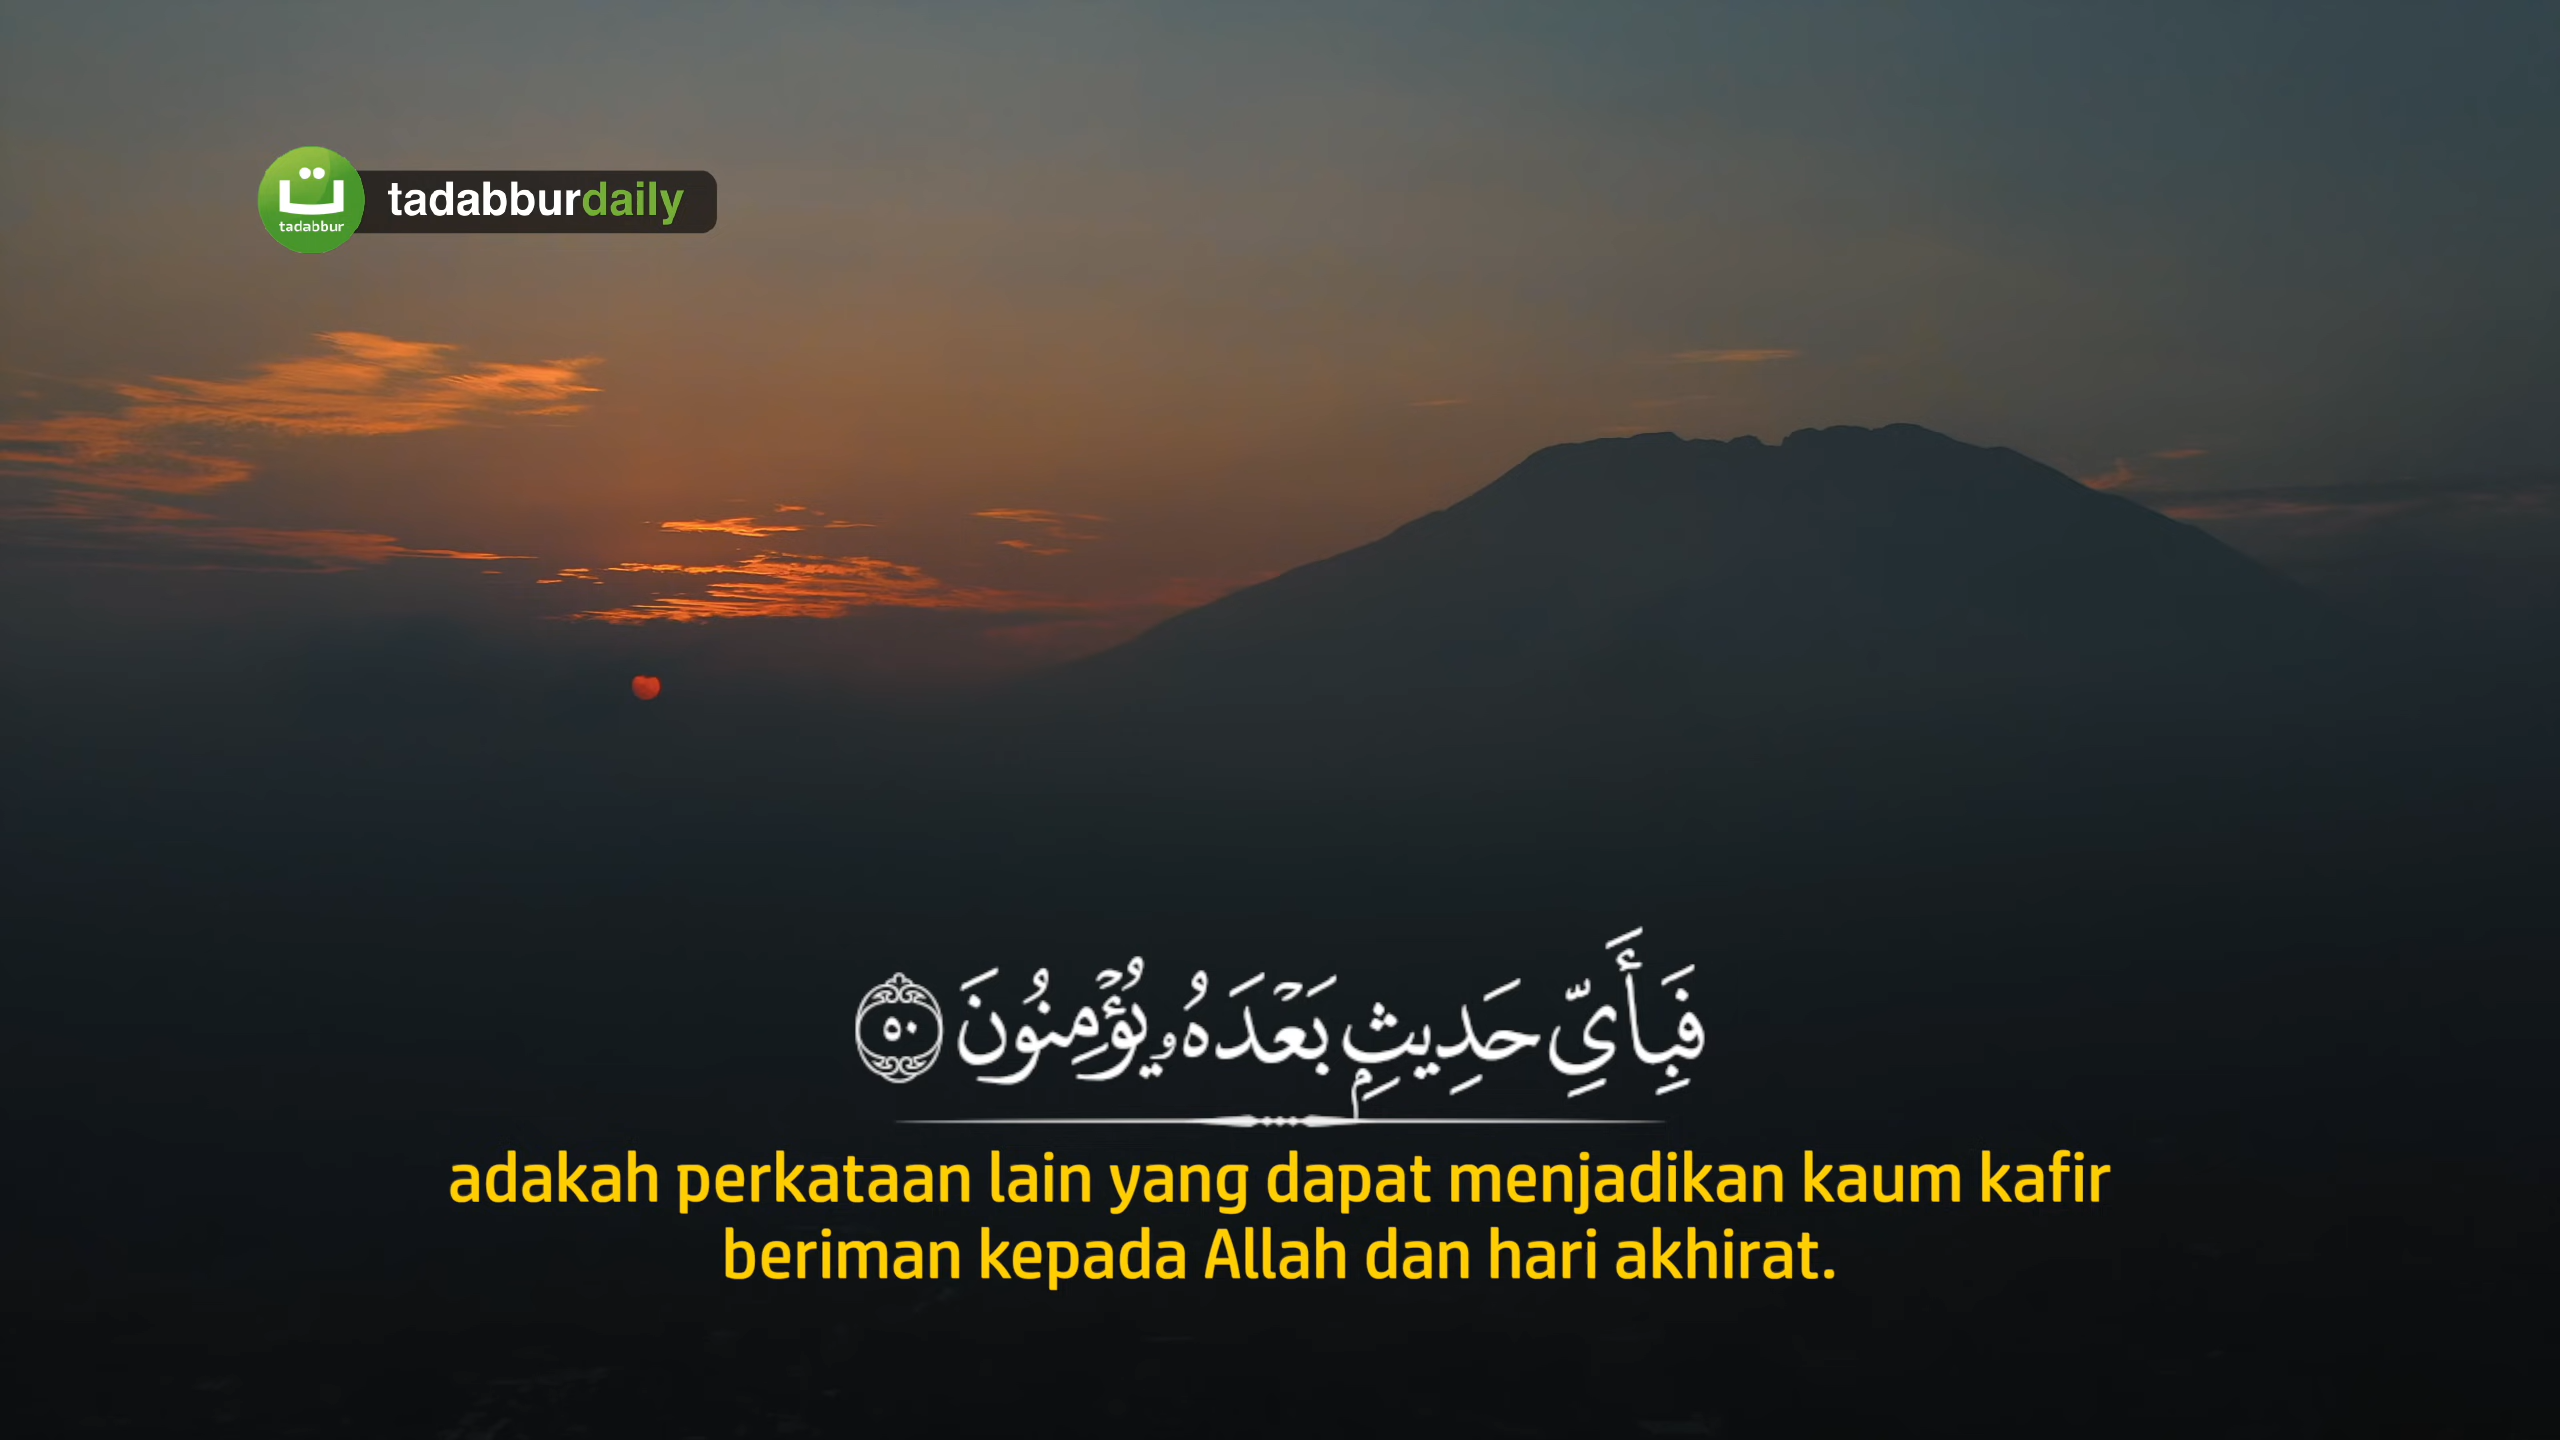 tadabbur
tadabburdaily
فَبِأَيِّ حَدِيثٍۭ بَعْدَهُۥ يُؤْمِنُونَ ٥٠
adakah perkataan lain yang dapat menjadikan kaum kafir
beriman kepada Allah dan hari akhirat.